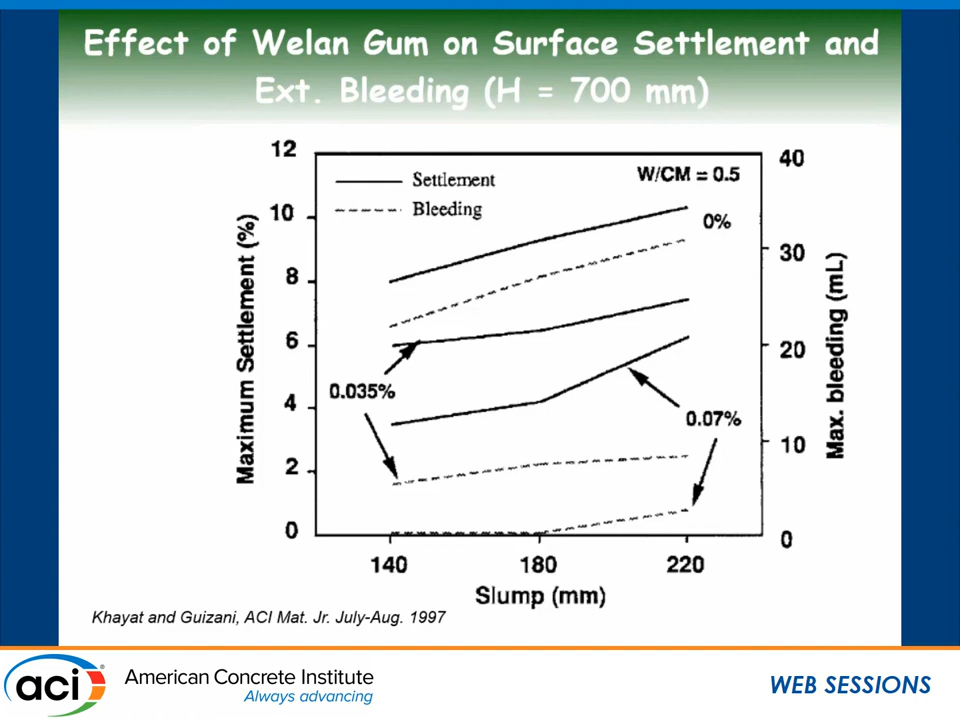 Effect of Welan Gum on Surface Settlement and
Ext. Bleeding (H = 700 mm)
12
10
8
6
4
2
0
Maximum Settlement (%)
Settlement
Bleeding
W/CM = 0.5
0%
0.035%
0.07%
40
30
20
10
0
Max. bleeding (mL)
140
180
220
Slump (mm)
Khayat and Guizani, ACI Mat. Jr. July-Aug. 1997
aci
®
American Concrete Institute
Always advancing
WEB SESSIONS